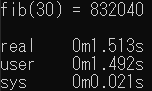 fib(30) = 832040
real 0m1.513s
user 0m1.492s
sys 0m0.021s